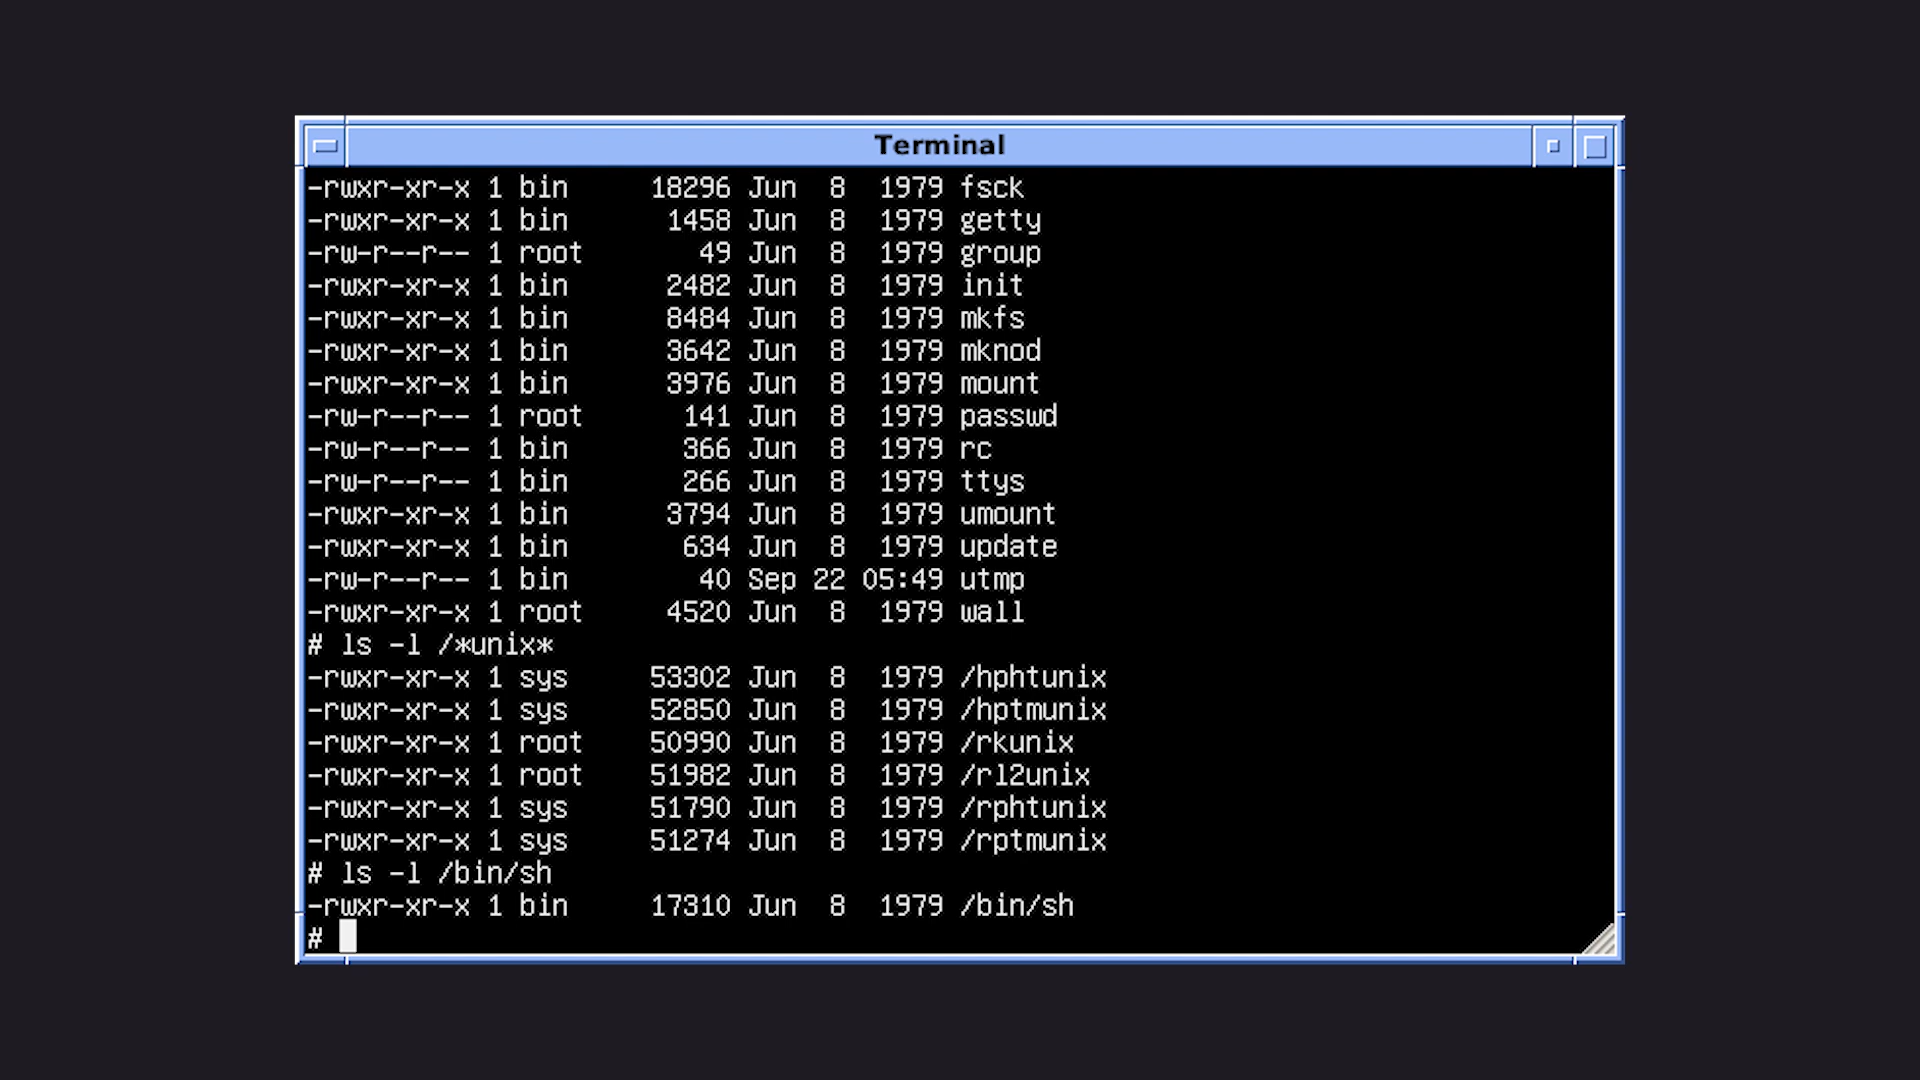 Terminal
-rwxr-xr-x 1 bin     18296 Jun  8  1979 fsck
-rwxr-xr-x 1 bin      1458 Jun  8  1979 getty
-rw-r--r-- 1 root       49 Jun  8  1979 group
-rwxr-xr-x 1 bin      2482 Jun  8  1979 init
-rwxr-xr-x 1 bin      8484 Jun  8  1979 mkfs
-rwxr-xr-x 1 bin      3642 Jun  8  1979 mknod
-rwxr-xr-x 1 bin      3976 Jun  8  1979 mount
-rw-r--r-- 1 root      141 Jun  8  1979 passwd
-rw-r--r-- 1 bin       366 Jun  8  1979 rc
-rw-r--r-- 1 bin       266 Jun  8  1979 ttys
-rwxr-xr-x 1 bin      3794 Jun  8  1979 umount
-rwxr-xr-x 1 bin       634 Jun  8  1979 update
-rw-r--r-- 1 bin        40 Sep 22 05:49 utmp
-rwxr-xr-x 1 root     4520 Jun  8  1979 wall
# ls -l /*unix*
-rwxr-xr-x 1 sys     53302 Jun  8  1979 /hphtunix
-rwxr-xr-x 1 sys     52850 Jun  8  1979 /hptmunix
-rwxr-xr-x 1 root    50990 Jun  8  1979 /rkunix
-rwxr-xr-x 1 root    51982 Jun  8  1979 /rl2unix
-rwxr-xr-x 1 sys     51790 Jun  8  1979 /rphtunix
-rwxr-xr-x 1 sys     51274 Jun  8  1979 /rptmunix
# ls -l /bin/sh
-rwxr-xr-x 1 bin     17310 Jun  8  1979 /bin/sh
#